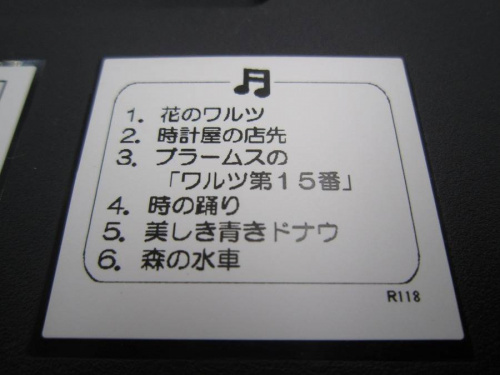 1. 花のワルツ
2. 時計屋の店先
3. ブラームスの
「ワルツ第15番」
4. 時の踊り
5. 美しき青きドナウ
6. 森の水車
R118